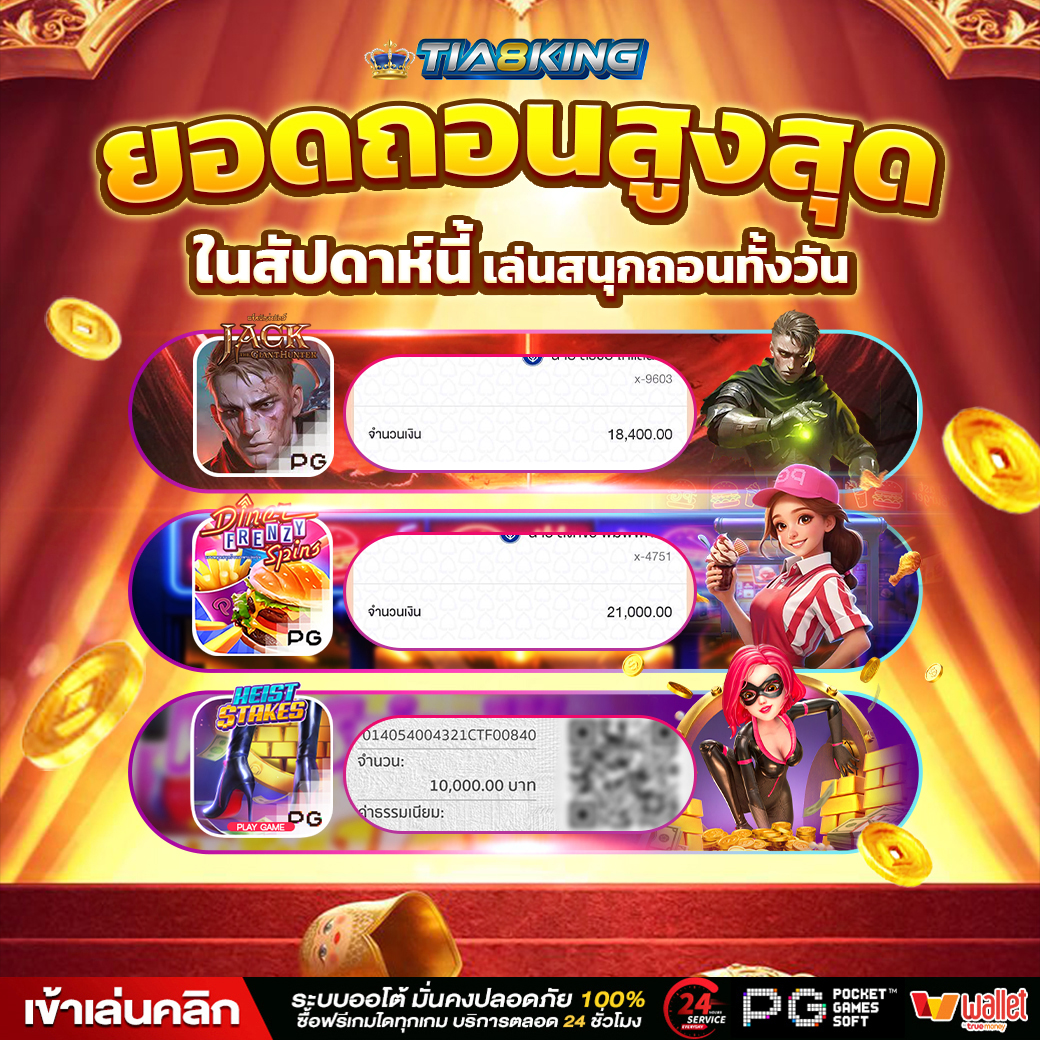 TIA8KING
ยอดถอนสูงสุด
ในสัปดาห์นี้ เล่นสนุกถอนทั้งวัน
JACK
THE GIANT HUNTER
PG
x-9603
จำนวนเงิน 18,400.00
Diner
FRENZY
Spins
PG
x-4751
จำนวนเงิน 21,000.00
HEIST
$TAKES
PLAY GAME
PG
014054004321CTF00840
จำนวน:
10,000.00 บาท
ค่าธรรมเนียม:
เข้าเล่นคลิก
ระบบออโต้ มั่นคงปลอดภัย 100%
ซื้อฟรีเกมได้ทุกเกม บริการตลอด 24 ชั่วโมง
24 HOURS
SERVICE
EVERYDAY
PG POCKET™
GAMES
SOFT
wallet
by truemoney